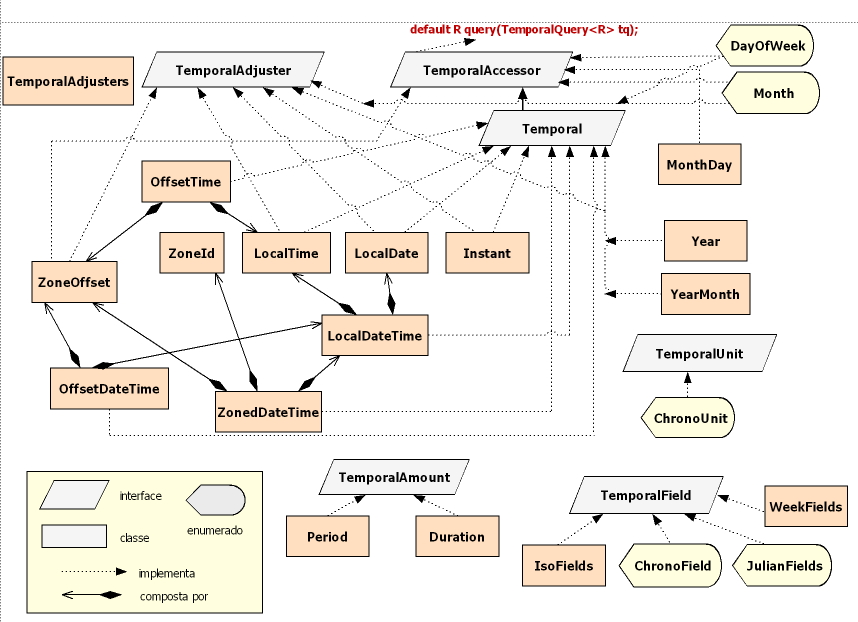 default R query(TemporalQuery<R> tq);
DayOfWeek
TemporalAdjusters
TemporalAdjuster
TemporalAccessor
Month
Temporal
MonthDay
OffsetTime
ZoneId
LocalTime
LocalDate
Instant
Year
ZoneOffset
YearMonth
LocalDateTime
TemporalUnit
OffsetDateTime
ZonedDateTime
ChronoUnit
TemporalAmount
TemporalField
WeekFields
Period
Duration
IsoFields
ChronoField
JulianFields
interface
enumerado
classe
implementa
composta por